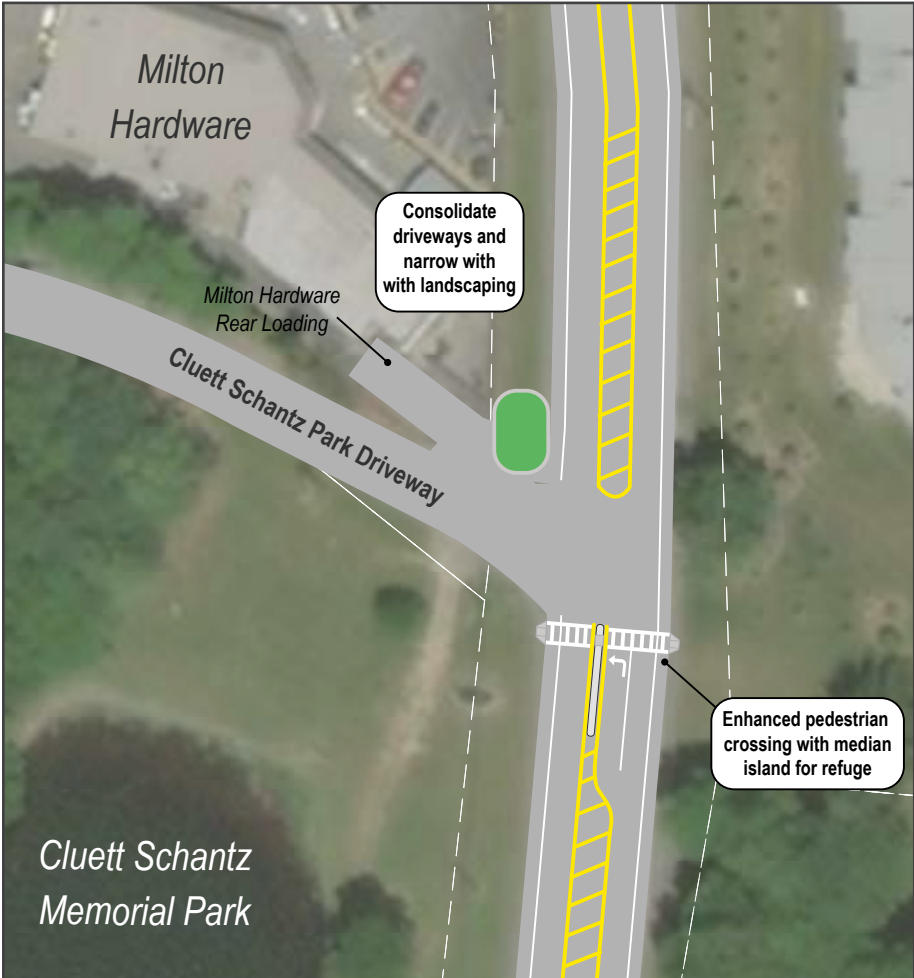 Milton
Hardware
Consolidate
driveways and
narrow with
with landscaping
Milton Hardware
Rear Loading
Cluett Schantz Park Driveway
Enhanced pedestrian
crossing with median
island for refuge
Cluett Schantz
Memorial Park